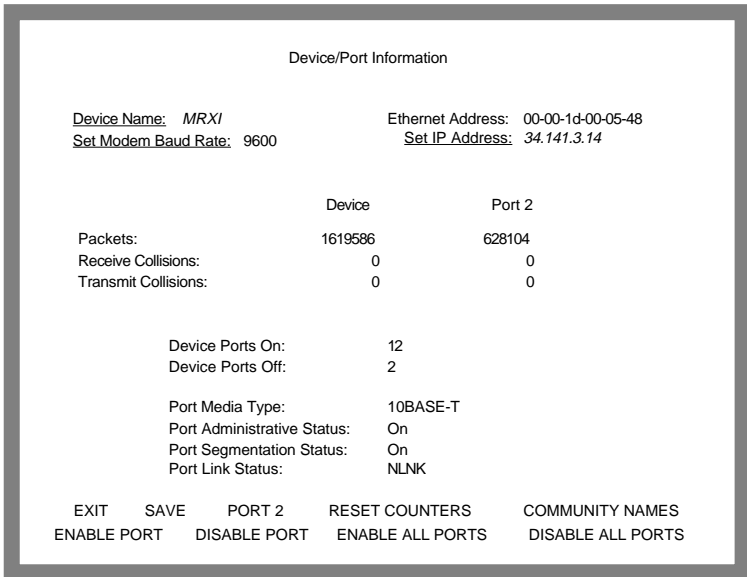 Device/Port Information
Device Name: MRXI Ethernet Address: 00-00-1d-00-05-48
Set Modem Baud Rate: 9600 Set IP Address: 34.141.3.14
Device Port 2
Packets: 1619586 628104
Receive Collisions: 0 0
Transmit Collisions: 0 0
Device Ports On: 12
Device Ports Off: 2
Port Media Type: 10BASE-T
Port Administrative Status: On
Port Segmentation Status: On
Port Link Status: NLNK
EXIT SAVE PORT 2 RESET COUNTERS COMMUNITY NAMES
ENABLE PORT DISABLE PORT ENABLE ALL PORTS DISABLE ALL PORTS